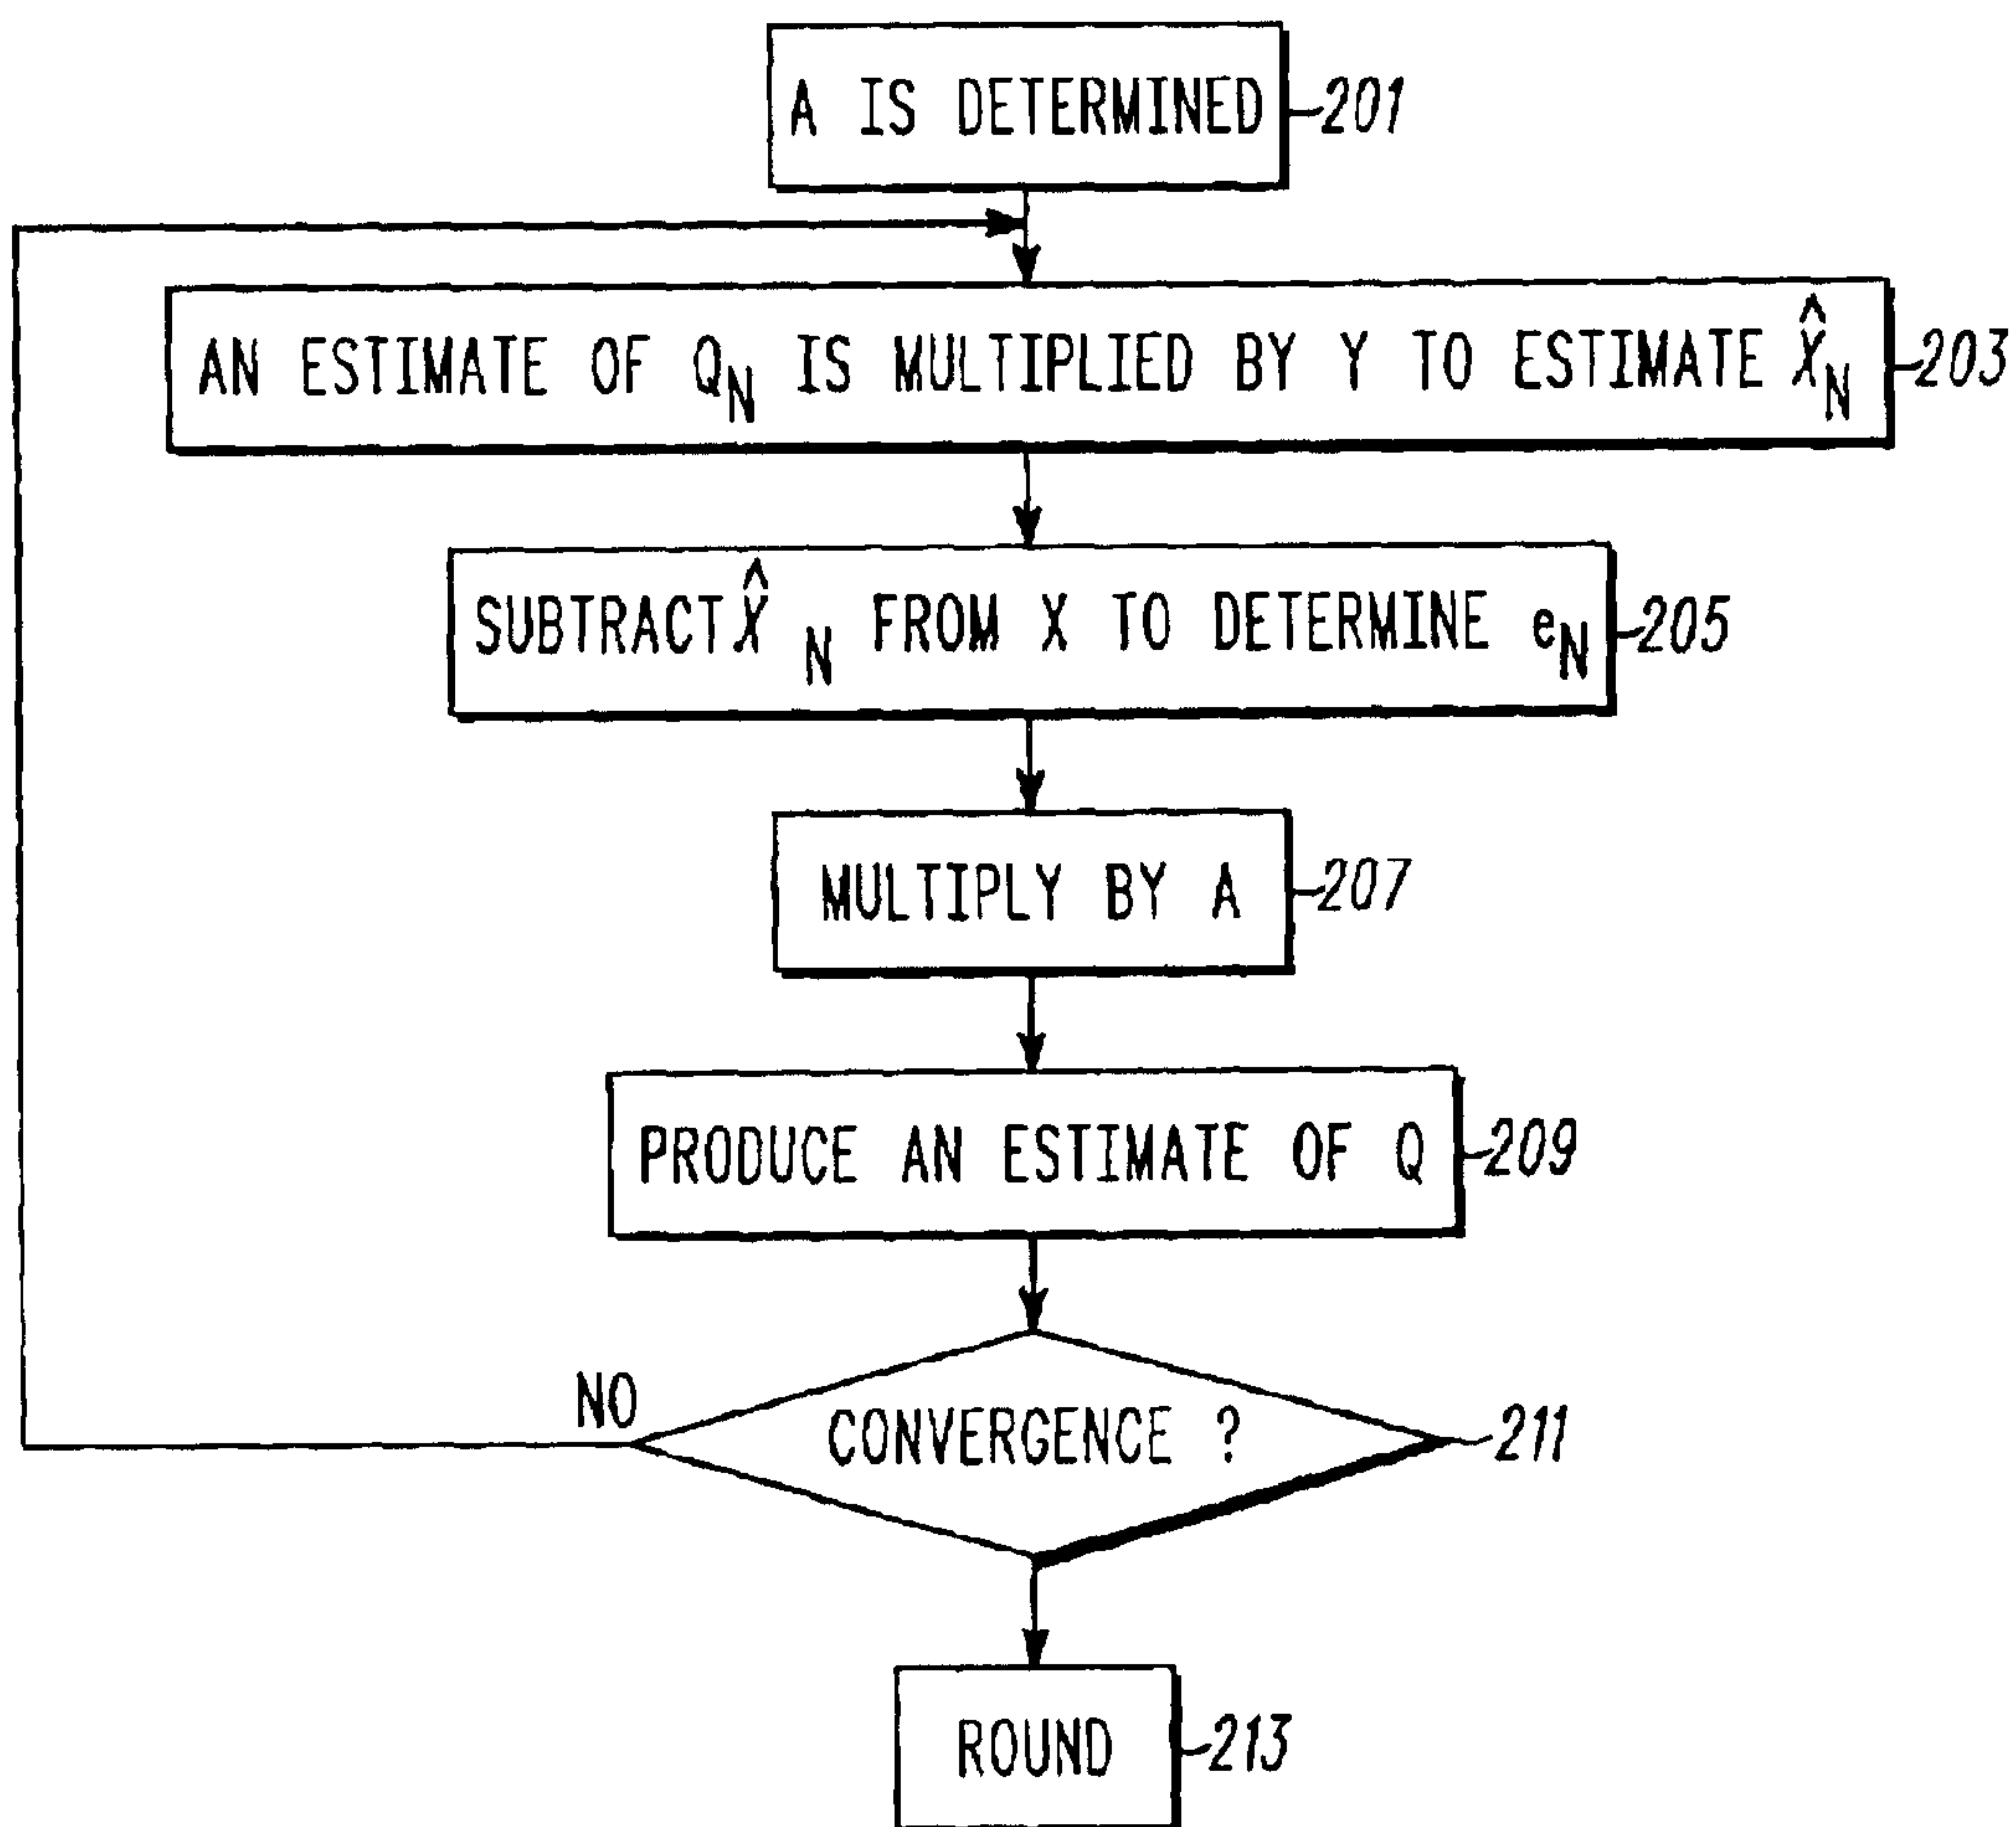 A IS DETERMINED 201
AN ESTIMATE OF Q_N IS MULTIPLIED BY Y TO ESTIMATE X̂_N 203
SUBTRACT X̂_N FROM X TO DETERMINE e_N 205
MULTIPLY BY A 207
PRODUCE AN ESTIMATE OF Q 209
NO
CONVERGENCE ? 211
ROUND 213